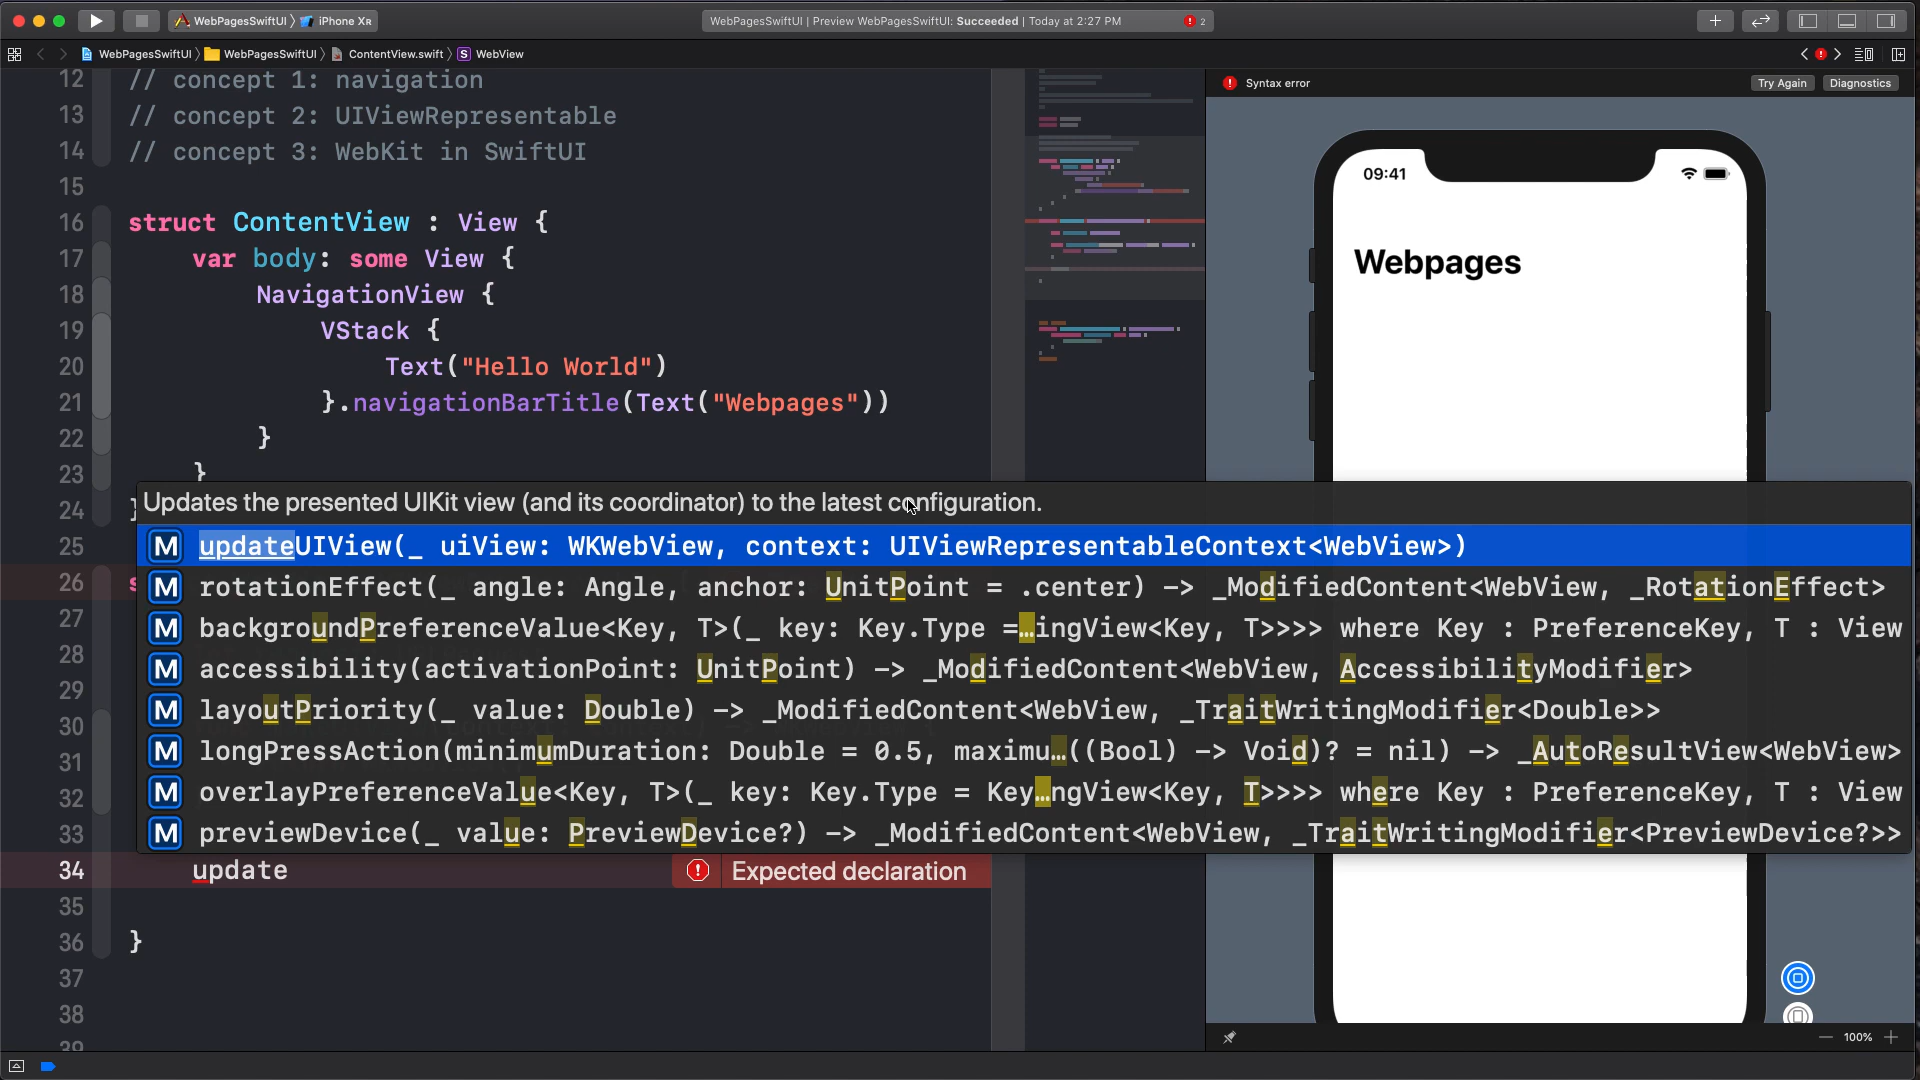 WebPagesSwiftUI 〉 iPhone Xʀ
WebPagesSwiftUI | Preview WebPagesSwiftUI: Succeeded | Today at 2:27 PM
2
WebPagesSwiftUI 〉 WebPagesSwiftUI 〉 ContentView.swift 〉 S WebView
12 // concept 1: navigation
13 // concept 2: UIViewRepresentable
14 // concept 3: WebKit in SwiftUI
15
16 struct ContentView : View {
17 var body: some View {
18 NavigationView {
19 VStack {
20 Text("Hello World")
21 }.navigationBarTitle(Text("Webpages"))
22 }
23 }
24 }
25
26 s
27
28
29
30
31
32
33
34 update
Expected declaration
35
36 }
37
38
39
Updates the presented UIKit view (and its coordinator) to the latest configuration.
M updateUIView(_ uiView: WKWebView, context: UIViewRepresentableContext<WebView>)
M rotationEffect(_ angle: Angle, anchor: UnitPoint = .center) -> _ModifiedContent<WebView, _RotationEffect>
M backgroundPreferenceValue<Key, T>(_ key: Key.Type =…ingView<Key, T>>>> where Key : PreferenceKey, T : View
M accessibility(activationPoint: UnitPoint) -> _ModifiedContent<WebView, AccessibilityModifier>
M layoutPriority(_ value: Double) -> _ModifiedContent<WebView, _TraitWritingModifier<Double>>
M longPressAction(minimumDuration: Double = 0.5, maximu…((Bool) -> Void)? = nil) -> _AutoResultView<WebView>
M overlayPreferenceValue<Key, T>(_ key: Key.Type = Key…ngView<Key, T>>>> where Key : PreferenceKey, T : View
M previewDevice(_ value: PreviewDevice?) -> _ModifiedContent<WebView, _TraitWritingModifier<PreviewDevice?>>
Syntax error
Try Again
Diagnostics
09:41
Webpages
100%